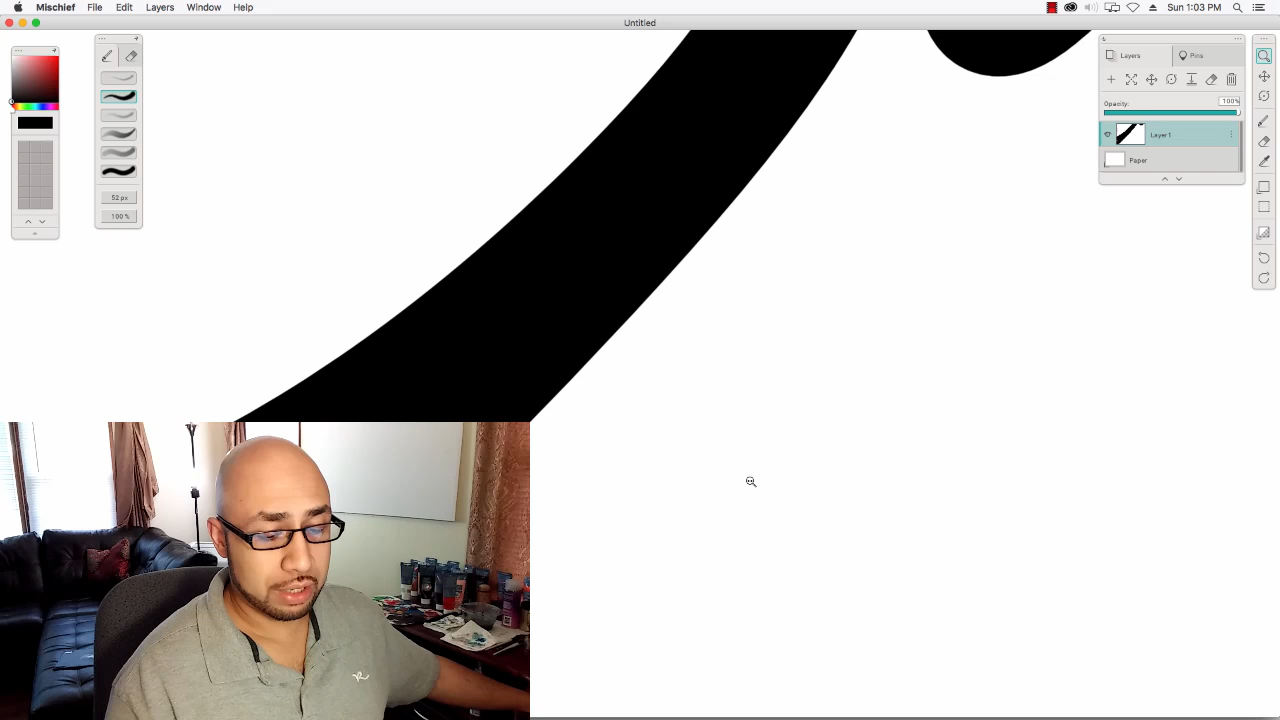 Mischief File Edit Layers Window Help Sun 1:03 PM
Untitled
Layers Pins
Opacity: 100%
Layer1
Paper
52 px
100 %